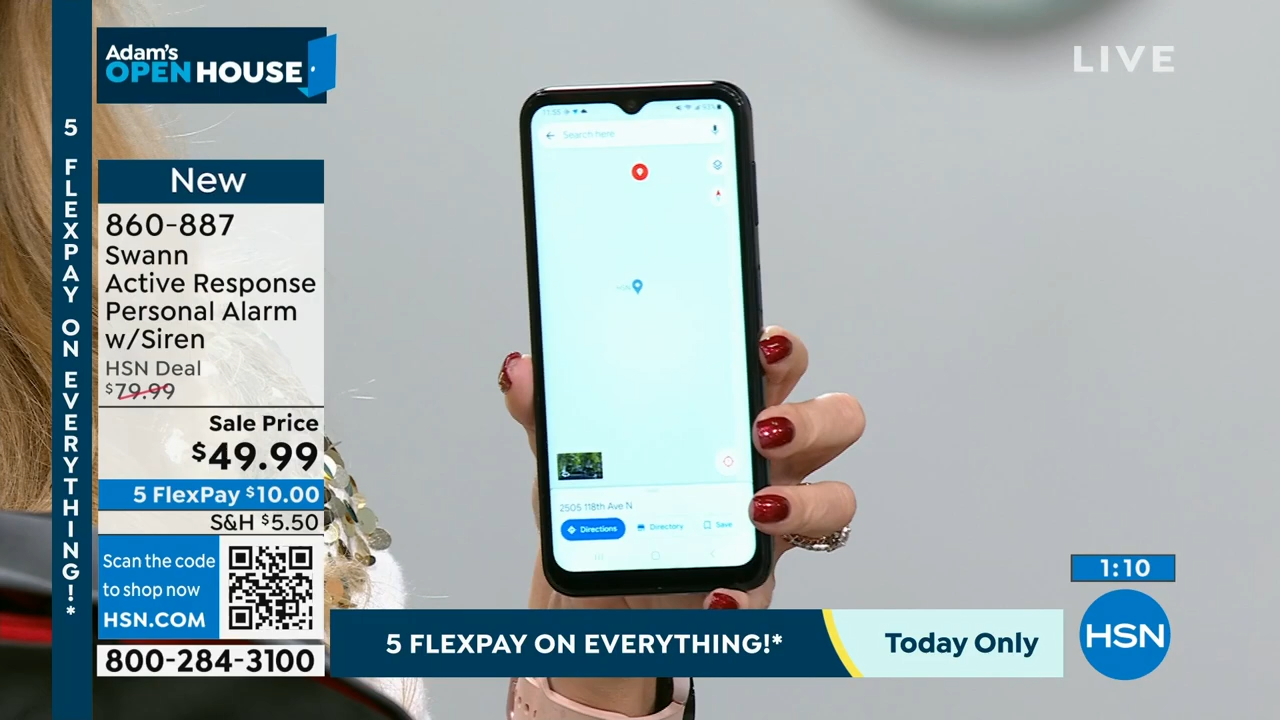 Adam's
OPEN HOUSE
LIVE
5 FLEXPAY ON EVERYTHING!*
New
860-887
Swann
Active Response
Personal Alarm
w/Siren
HSN Deal
$79.99
Sale Price
$49.99
5 FlexPay $10.00
S&H $5.50
Scan the code
to shop now
HSN.COM
800-284-3100
Search here
HSN
2505 118th Ave N
Directions
Directory
Save
1:10
HSN
5 FLEXPAY ON EVERYTHING!*
Today Only